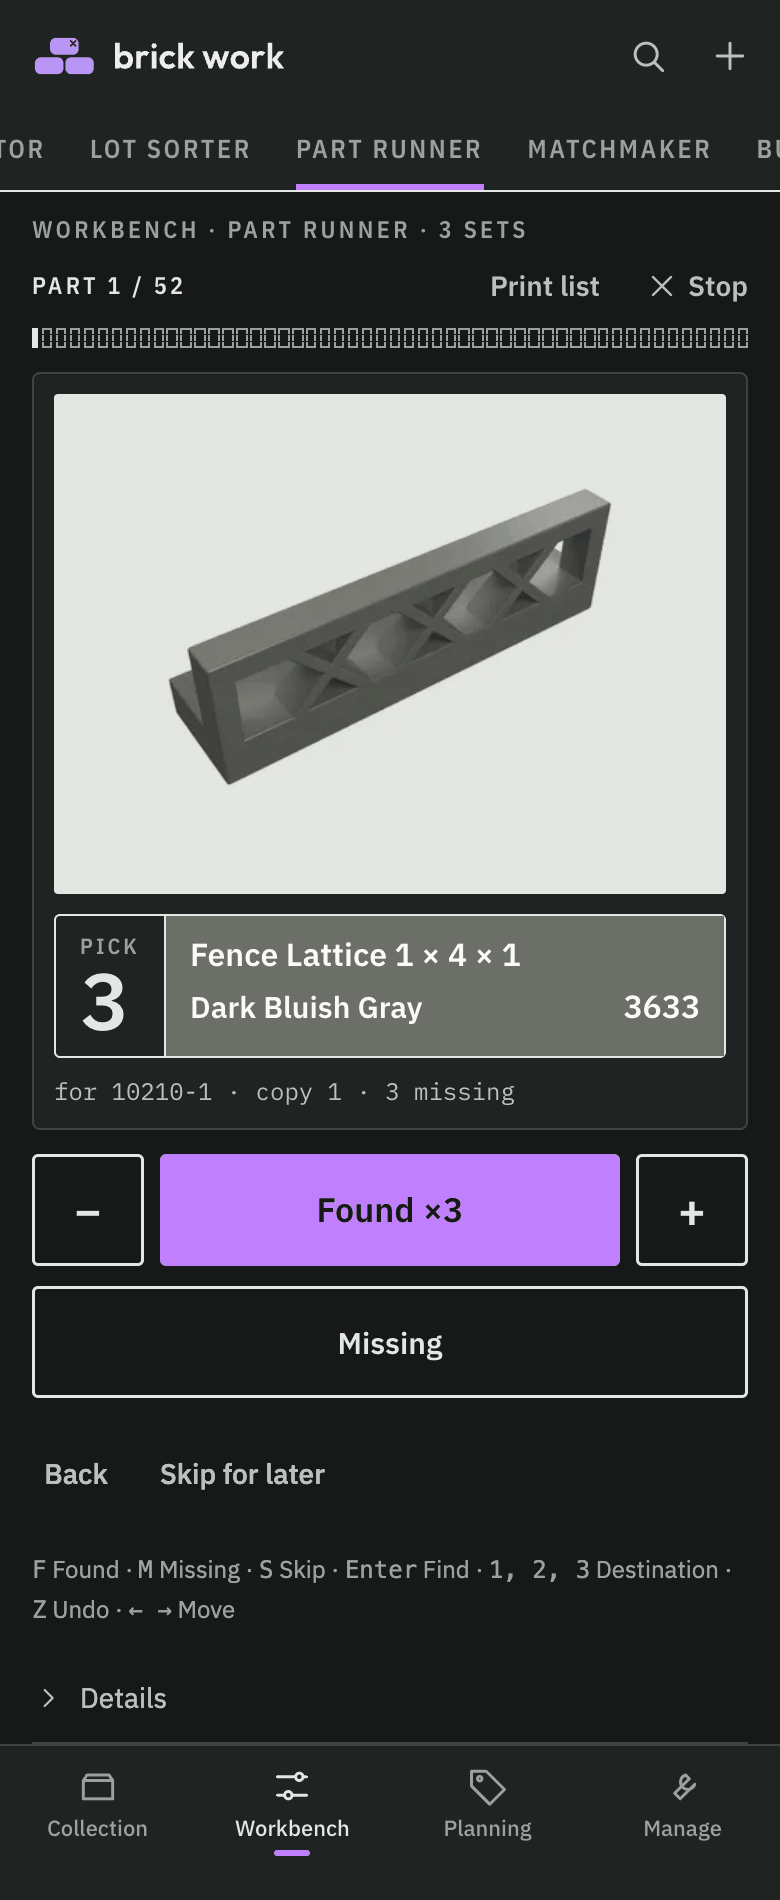 brick work
TOR LOT SORTER PART RUNNER MATCHMAKER BU
WORKBENCH · PART RUNNER · 3 SETS
PART 1 / 52 Print list Stop
PICK
3
Fence Lattice 1 × 4 × 1
Dark Bluish Gray 3633
for 10210-1 · copy 1 · 3 missing
− Found ×3 +
Missing
Back Skip for later
F Found · M Missing · S Skip · Enter Find · 1, 2, 3 Destination ·
Z Undo · ← → Move
Details
Collection Workbench Planning Manage